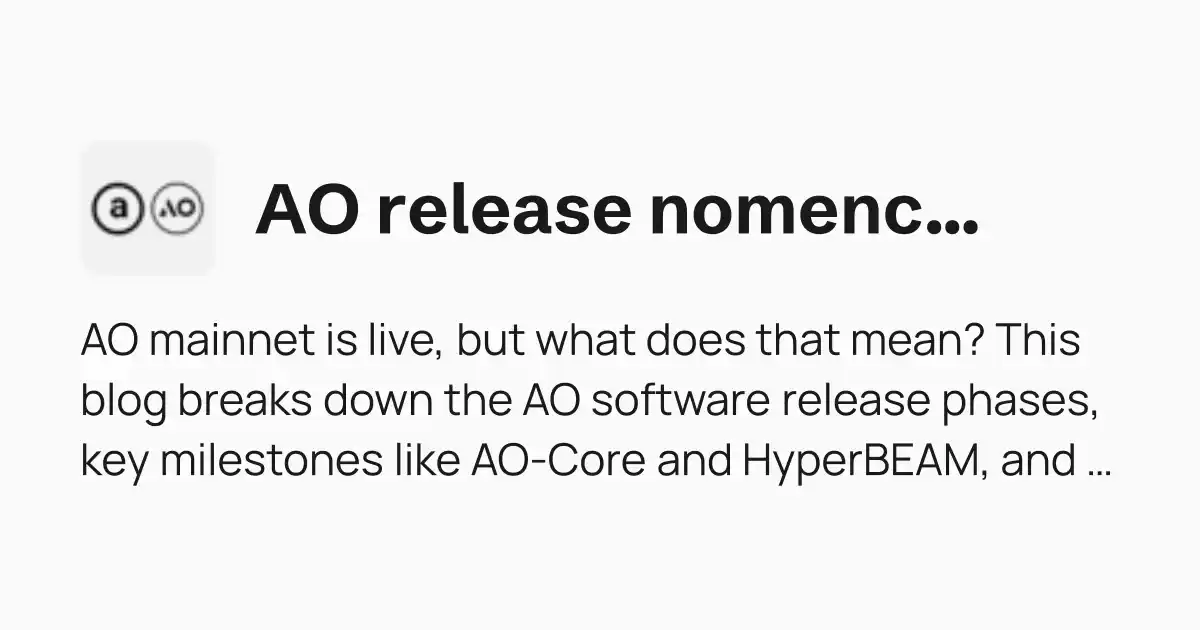 a AO
AO release nomenc...
AO mainnet is live, but what does that mean? This
blog breaks down the AO software release phases,
key milestones like AO-Core and HyperBEAM, and ...